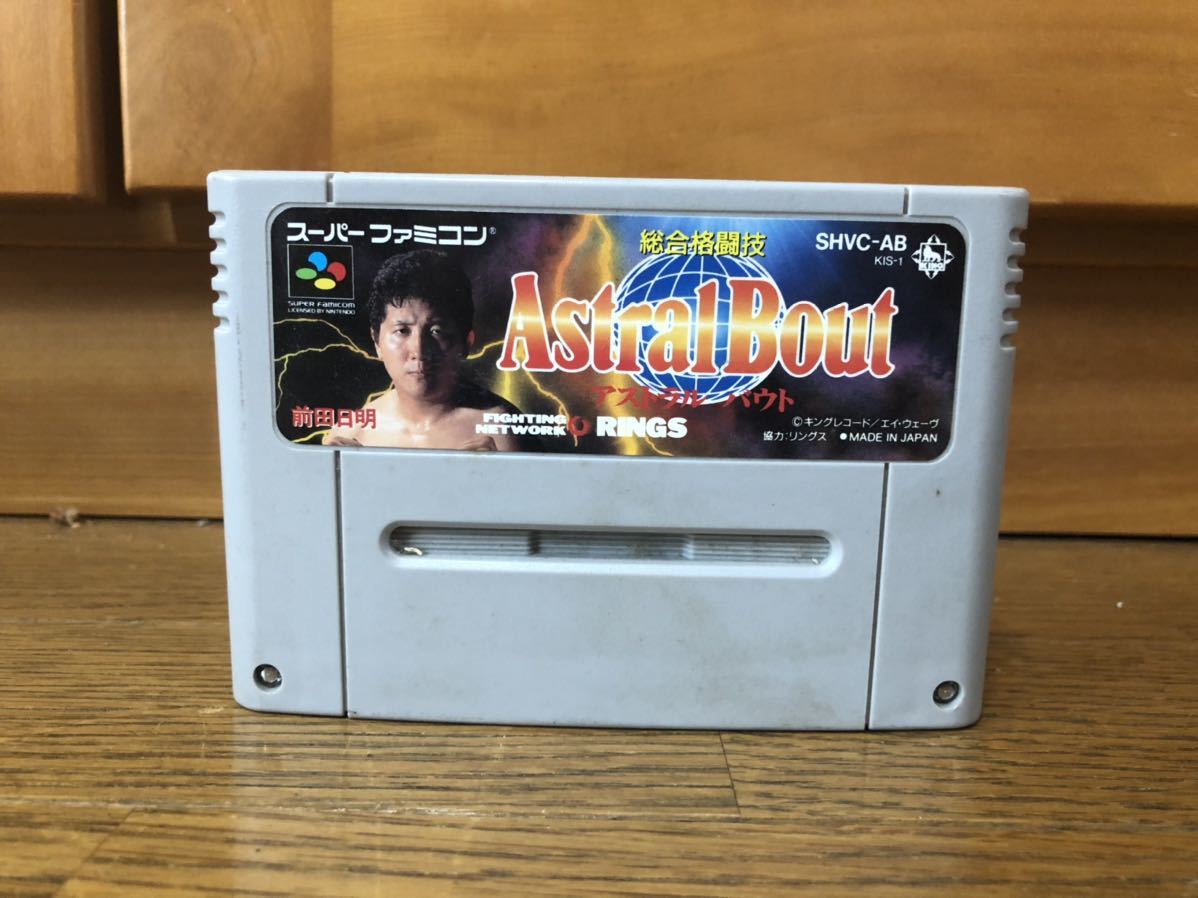 スーパーファミコン®
SUPER FAMICOM
LICENSED BY NINTENDO
前田日明
総合格闘技
Astral Bout
アストラル バウト
FIGHTING NETWORK RINGS
SHVC-AB
KIS-1
KING
©キングレコード/エイ・ウェーヴ
協力:リングス ●MADE IN JAPAN